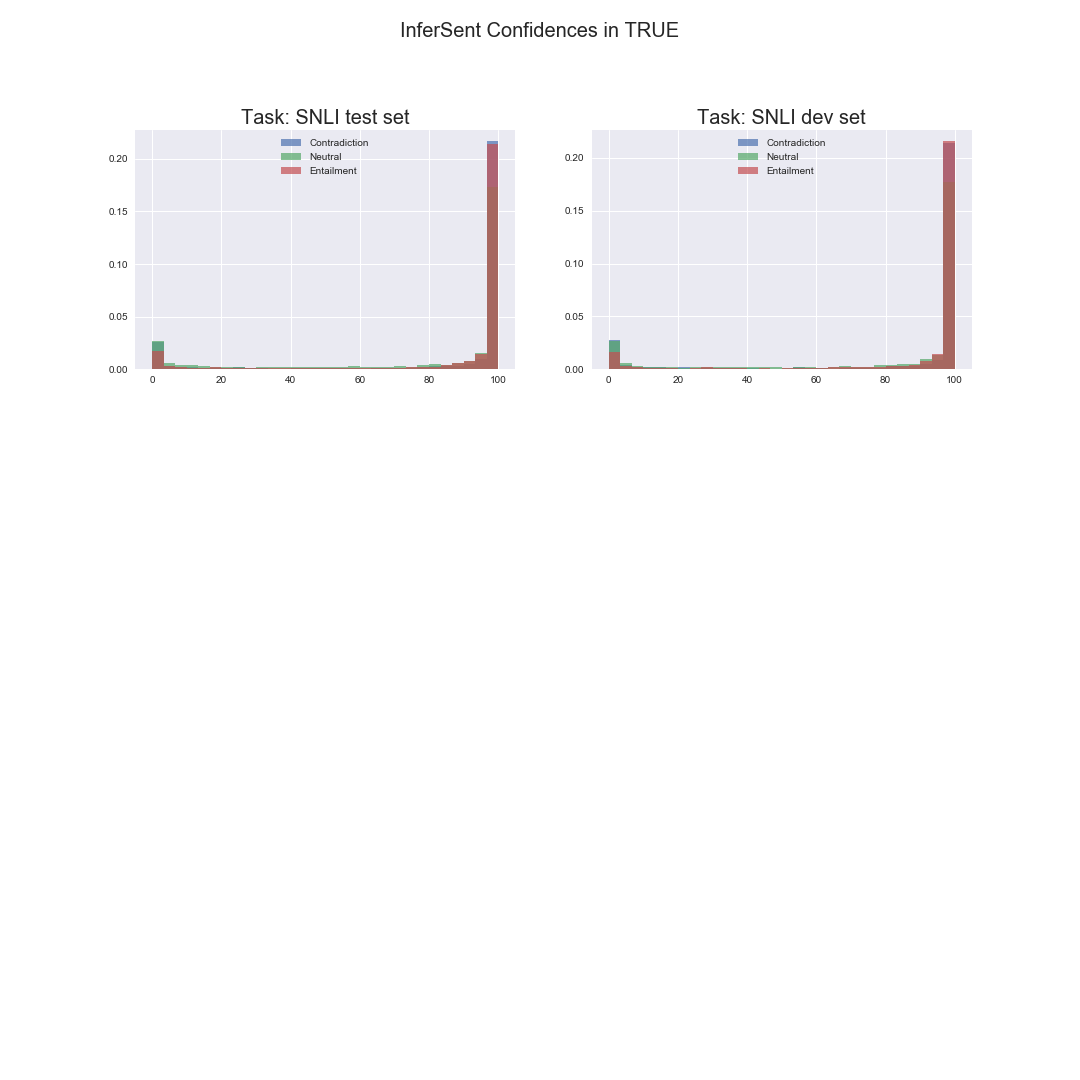 InferSent Confidences in TRUE
Task: SNLI test set
Contradiction
Neutral
Entailment
0.20
0.15
0.10
0.05
0.00
0 20 40 60 80 100
Task: SNLI dev set
Contradiction
Neutral
Entailment
0.20
0.15
0.10
0.05
0.00
0 20 40 60 80 100